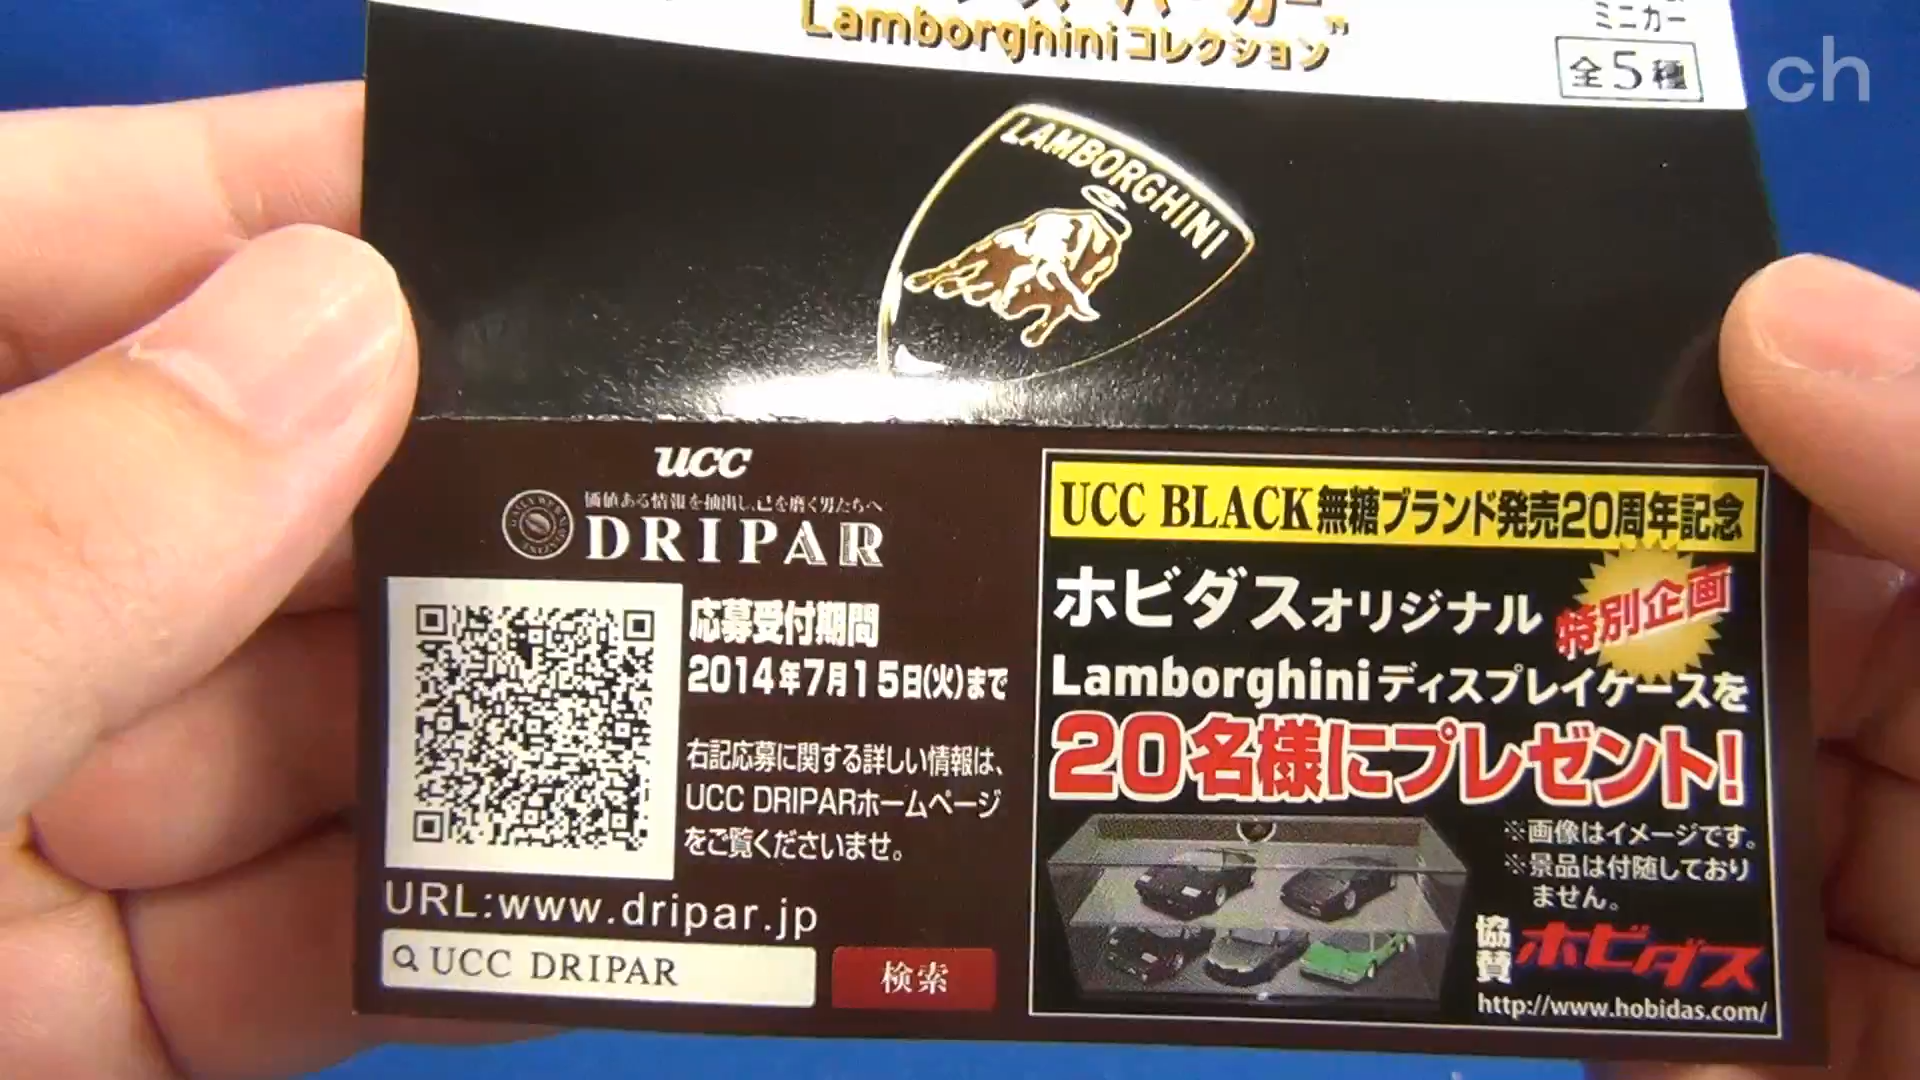 Lamborghiniコレクション
ミニカー
全5種
ch
LAMBORGHINI
UCC
価値ある情報を抽出し、己を磨く男たちへ
DRIPAR
応募受付期間
2014年7月15日(火)まで
右記応募に関する詳しい情報は、
UCC DRIPARホームページ
をご覧くださいませ。
URL:www.dripar.jp
UCC DRIPAR
検索
UCC BLACK無糖ブランド発売20周年記念
ホビダスオリジナル
特別企画
Lamborghiniディスプレイケースを
20名様にプレゼント!
※画像はイメージです。
※景品は付随しており
ません。
協賛
ホビダス
http://www.hobidas.com/